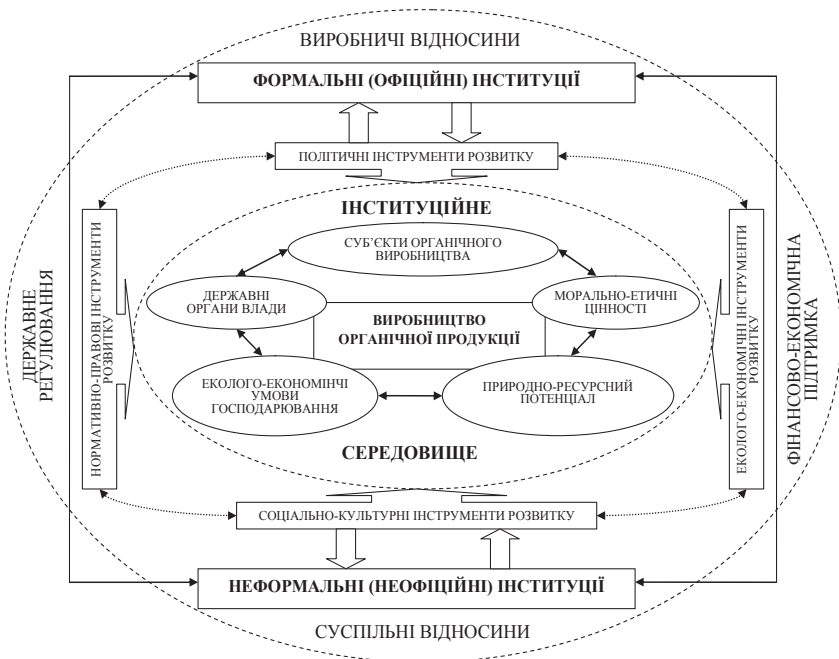 ВИРОБНИЧІ ВІДНОСИНИ
ФОРМАЛЬНІ (ОФІЦІЙНІ) ІНСТИТУЦІЇ
ПОЛІТИЧНІ ІНСТРУМЕНТИ РОЗВИТКУ
ДЕРЖАВНЕ
РЕГУЛЮВАННЯ
НОРМАТИВНО-ПРАВОВІ ІНСТРУМЕНТИ
РОЗВИТКУ
ІНСТИТУЦІЙНЕ
СУБ’ЄКТИ ОРГАНІЧНОГО
ВИРОБНИЦТВА
ДЕРЖАВНІ
ОРГАНИ ВЛАДИ
МОРАЛЬНО-ЕТИЧНІ
ЦІННОСТІ
ВИРОБНИЦТВО
ОРГАНІЧНОЇ ПРОДУКЦІЇ
ЕКОЛОГО-ЕКОНОМІНЧІ
УМОВИ
ГОСПОДАРЮВАННЯ
ПРИРОДНО-РЕСУРСНИЙ
ПОТЕНЦІАЛ
СЕРЕДОВИЩЕ
ЕКОЛОГО-ЕКОНОМІЧНІ ІНСТРУМЕНТИ
РОЗВИТКУ
ФІНАНСОВО-ЕКОНОМІЧНА
ПІДТРИМКА
СОЦІАЛЬНО-КУЛЬТУРНІ ІНСТРУМЕНТИ РОЗВИТКУ
НЕФОРМАЛЬНІ (НЕОФІЦІЙНІ) ІНСТИТУЦІЇ
СУСПІЛЬНІ ВІДНОСИНИ